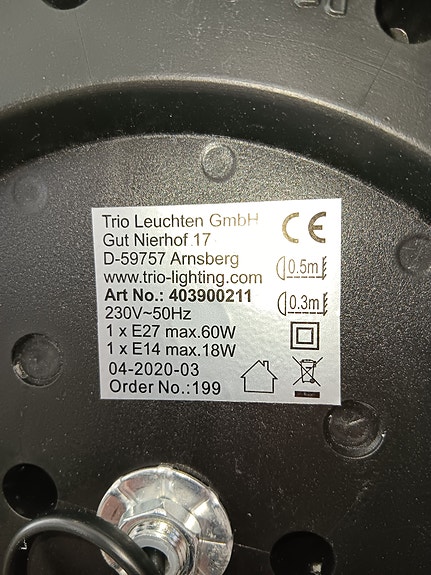 Trio Leuchten GmbH
Gut Nierhof 17
D-59757 Arnsberg
www.trio-lighting.com
Art No.: 403900211
230V~50Hz
1 x E27 max.60W
1 x E14 max.18W
04-2020-03
Order No.:199
CE
0.5m
0.3m